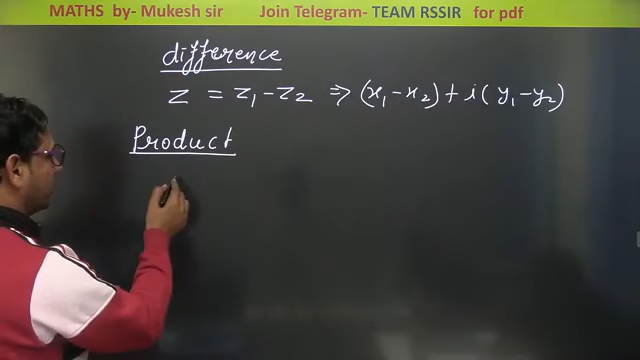 MATHS by- Mukesh sir Join Telegram- TEAM RSSIR for pdf
difference
z = z₁ - z₂ ⇒ (x₁ - x₂) + i(y₁ - y₂)
Product